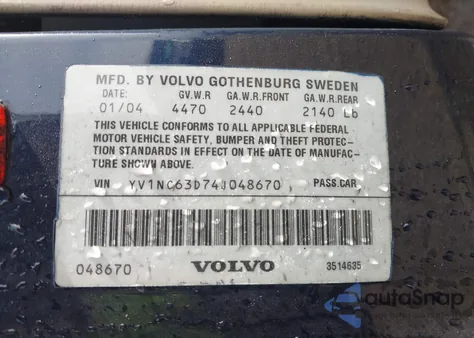 MFD. BY VOLVO GOTHENBURG SWEDEN
DATE: GV.W.R GA.W.R.FRONT GA.W.R.REAR
01/04 4470 2440 2140 Lb
THIS VEHICLE CONFORMS TO ALL APPLICABLE FEDERAL
MOTOR VEHICLE SAFETY, BUMPER AND THEFT PROTEC-
TION STANDARDS IN EFFECT ON THE DATE OF MANUFAC-
TURE SHOWN ABOVE.
VIN YV1NC63D74J048670 PASS.CAR
048670 VOLVO 3514635
autoSnap